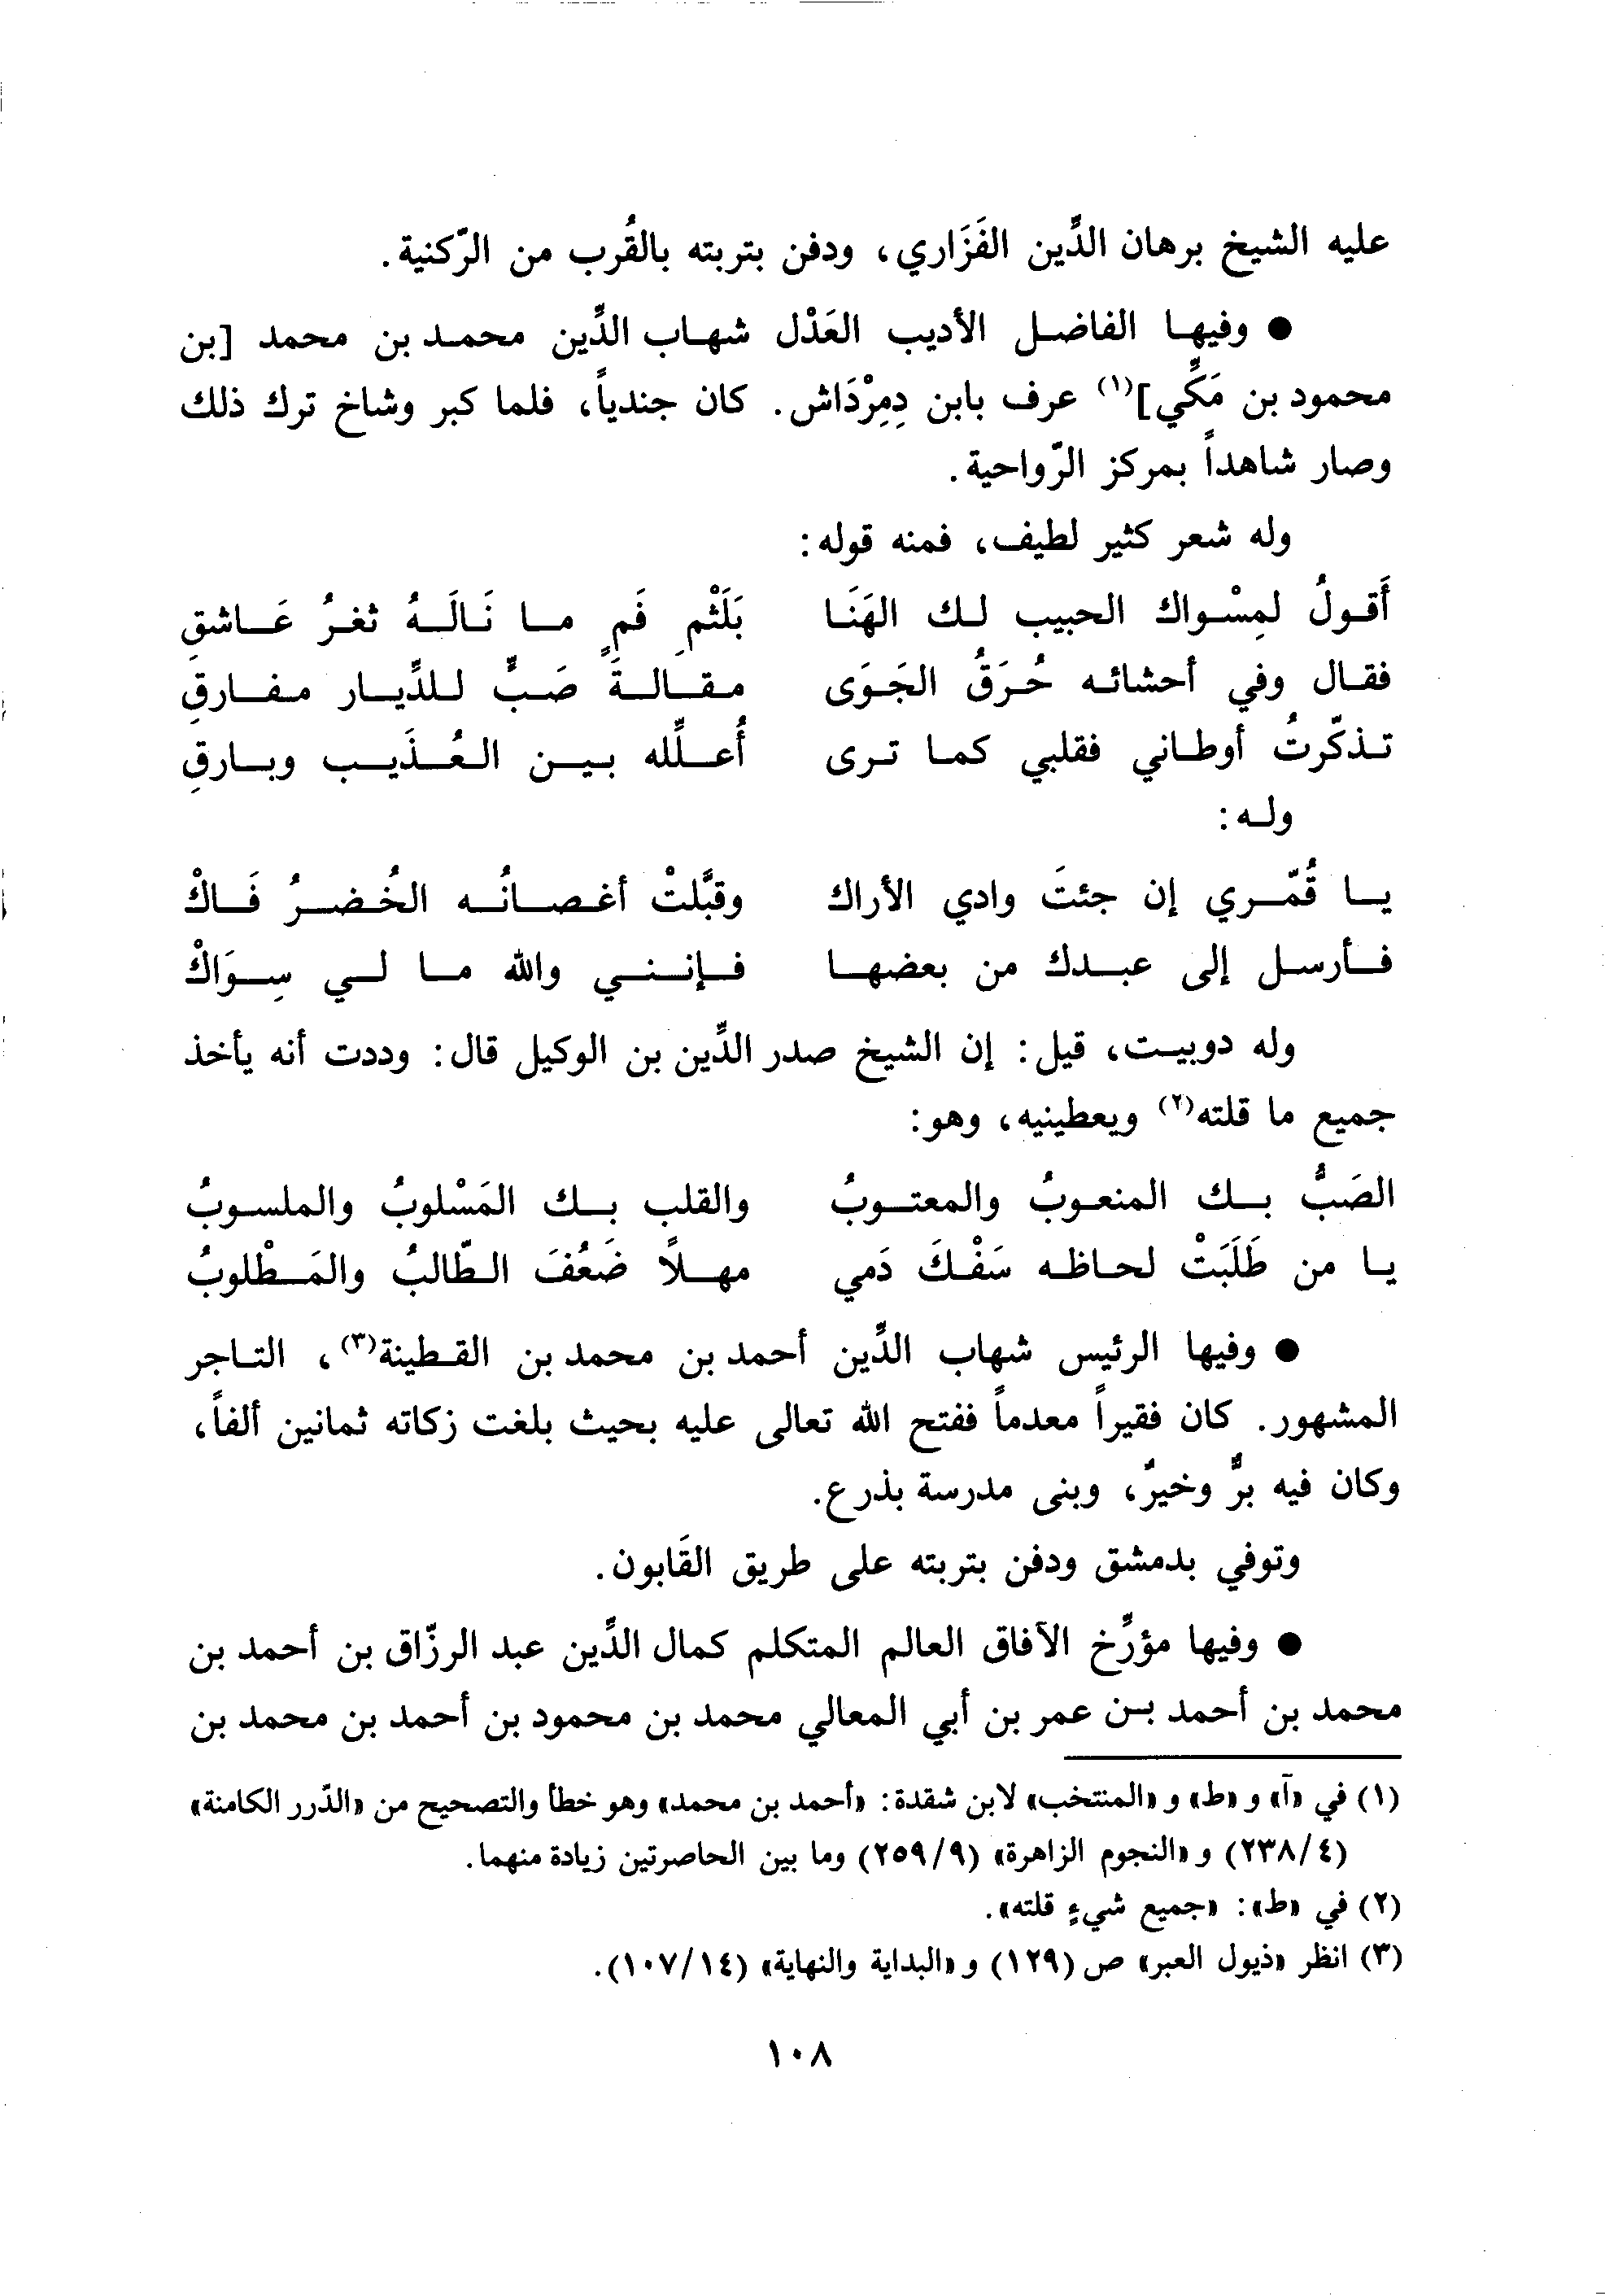 عليه الشيخ برهان الدِّين الفَزَاري، ودفن بتربته بالقُرب من الرّكنية.
● وفيها الفاضل الأديب العَدْل شهاب الدِّين محمد بن محمد [بن
محمود بن مَكِّي](١) عرف بابن دِمِرْدَاش. كان جندياً، فلما كبر وشاخ ترك ذلك
وصار شاهداً بمركز الرّواحية.
وله شعر كثير لطيف، فمنه قوله:
أَقولُ لمِسْواك الحبيب لك الهَنَا بَلَثْمِ فَمٍ ما نَالَهُ ثغرُ عَاشقِ
فقال وفي أحشائه حُرَقُ الجَوَى مقالةَ صَبٍّ للدِّيار مفارقِ
تذكّرتُ أوطاني فقلبي كما ترى أُعلِّله بين العُذَيب وبارقِ
وله:
يا قُمّري إن جئتَ وادي الأراك وقبَّلتْ أغصانُه الخُضرُ فَاكْ
فأرسل إلى عبدك من بعضها فإنني والله ما لي سِوَاكْ
وله دوبيت، قيل: إن الشيخ صدر الدِّين بن الوكيل قال: وددت أنه يأخذ
جميع ما قلته(٢) ويعطينيه، وهو:
الصَبُّ بك المنعوبُ والمعتوبُ والقلب بك المَسْلوبُ والملسوبُ
يا من طَلَبَتْ لحاظه سَفْكَ دَمي مهلًا ضَعُفَ الطّالبُ والمَطْلوبُ
● وفيها الرئيس شهاب الدِّين أحمد بن محمد بن القطينة(٣)، التاجر
المشهور. كان فقيراً معدماً ففتح الله تعالى عليه بحيث بلغت زكاته ثمانين ألفاً،
وكان فيه برٌّ وخيرٌ، وبنى مدرسة بذرع.
وتوفي بدمشق ودفن بتربته على طريق القَابون.
● وفيها مؤرِّخ الآفاق العالم المتكلم كمال الدِّين عبد الرزّاق بن أحمد بن
محمد بن أحمد بن عمر بن أبي المعالي محمد بن محمود بن أحمد بن محمد بن
(١) في «آ» و «ط» و «المنتخب» لابن شقدة: «أحمد بن محمد» وهو خطأ والتصحيح من «الدّرر الكامنة»
(٢٣٨/٤) و «النجوم الزاهرة» (٢٥٩/٩) وما بين الحاصرتين زيادة منهما.
(٢) في «ط»: «جميع شيءٍ قلته».
(٣) انظر «ذيول العبر» ص (١٢٩) و «البداية والنهاية» (١٠٧/١٤).
١٠٨